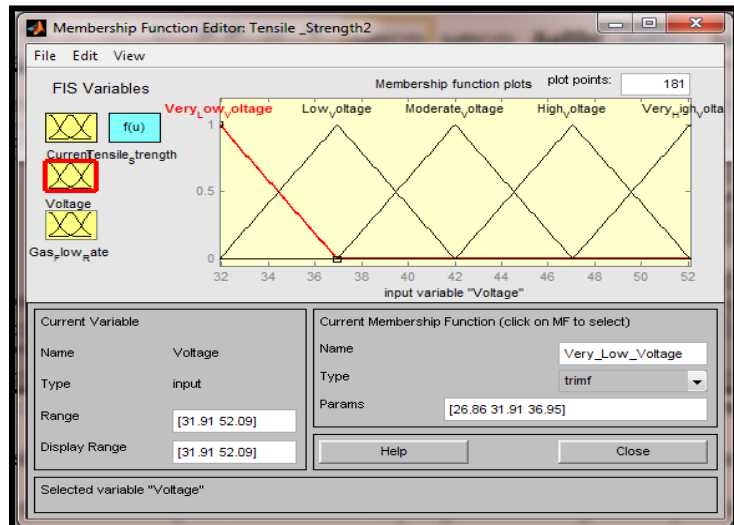 Membership Function Editor: Tensile _Strength2
File Edit View
FIS Variables
Membership function plots plot points: 181
f(u)
Current
Tensile_Strength
Voltage
Gas_Flow_Rate
Very_Low_Voltage Low_Voltage Moderate_Voltage High_Voltage Very_High_Volta
1
0.5
0
32 34 36 38 40 42 44 46 48 50 52
input variable "Voltage"
Current Variable
Name Voltage
Type input
Range [31.91 52.09]
Display Range [31.91 52.09]
Current Membership Function (click on MF to select)
Name Very_Low_Voltage
Type trimf
Params [26.86 31.91 36.95]
Help Close
Selected variable "Voltage"